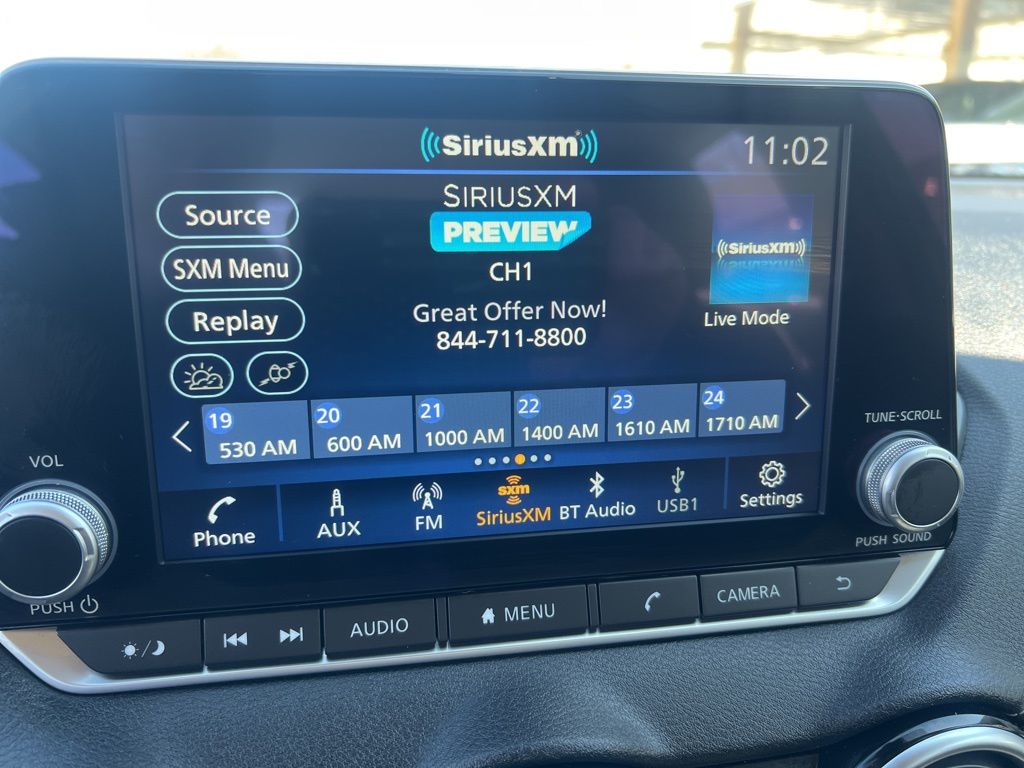 SiriusXM
11:02
SIRIUSXM
PREVIEW
CH1
Great Offer Now!
844-711-8800
Source
SXM Menu
Replay
SiriusXM
Live Mode
19 530 AM
20 600 AM
21 1000 AM
22 1400 AM
23 1610 AM
24 1710 AM
Phone
AUX
FM
sxm
SiriusXM
BT Audio
USB1
Settings
VOL
PUSH
TUNE·SCROLL
PUSH SOUND
AUDIO
MENU
CAMERA